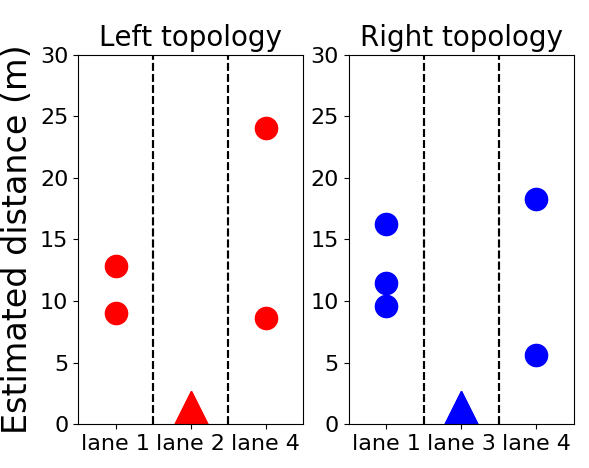 Left topology
Right topology
Estimated distance (m)
30
25
20
15
10
5
0
lane 1 lane 2 lane 4
30
25
20
15
10
5
0
lane 1 lane 3 lane 4